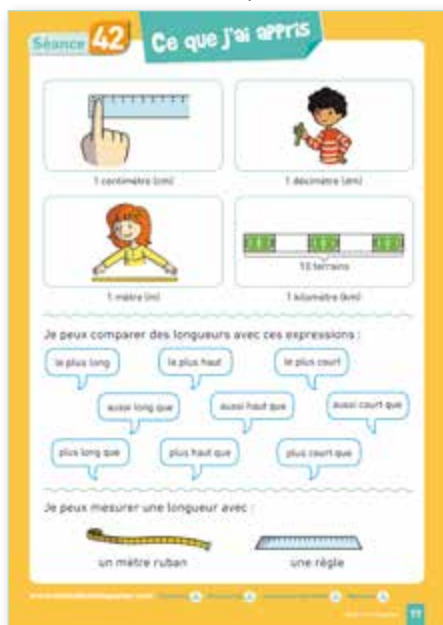 Séance 42
Ce que j'ai appris
1 centimètre (cm)
1 décimètre (dm)
10 terrains
1 mètre (m)
1 kilomètre (km)
Je peux comparer des longueurs avec ces expressions :
le plus long
le plus haut
le plus court
aussi long que
aussi haut que
aussi court que
plus long que
plus haut que
plus court que
Je peux mesurer une longueur avec :
un mètre ruban
une règle